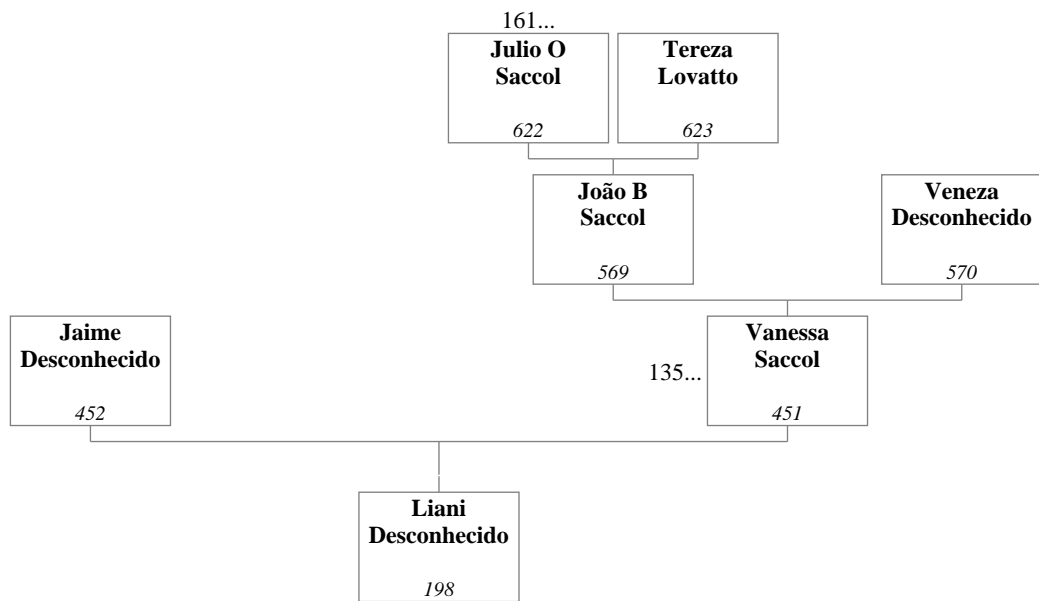 161...
Julio O
Saccol
622
Tereza
Lovatto
623
João B
Saccol
569
Veneza
Desconhecido
570
Jaime
Desconhecido
452
135...
Vanessa
Saccol
451
Liani
Desconhecido
198